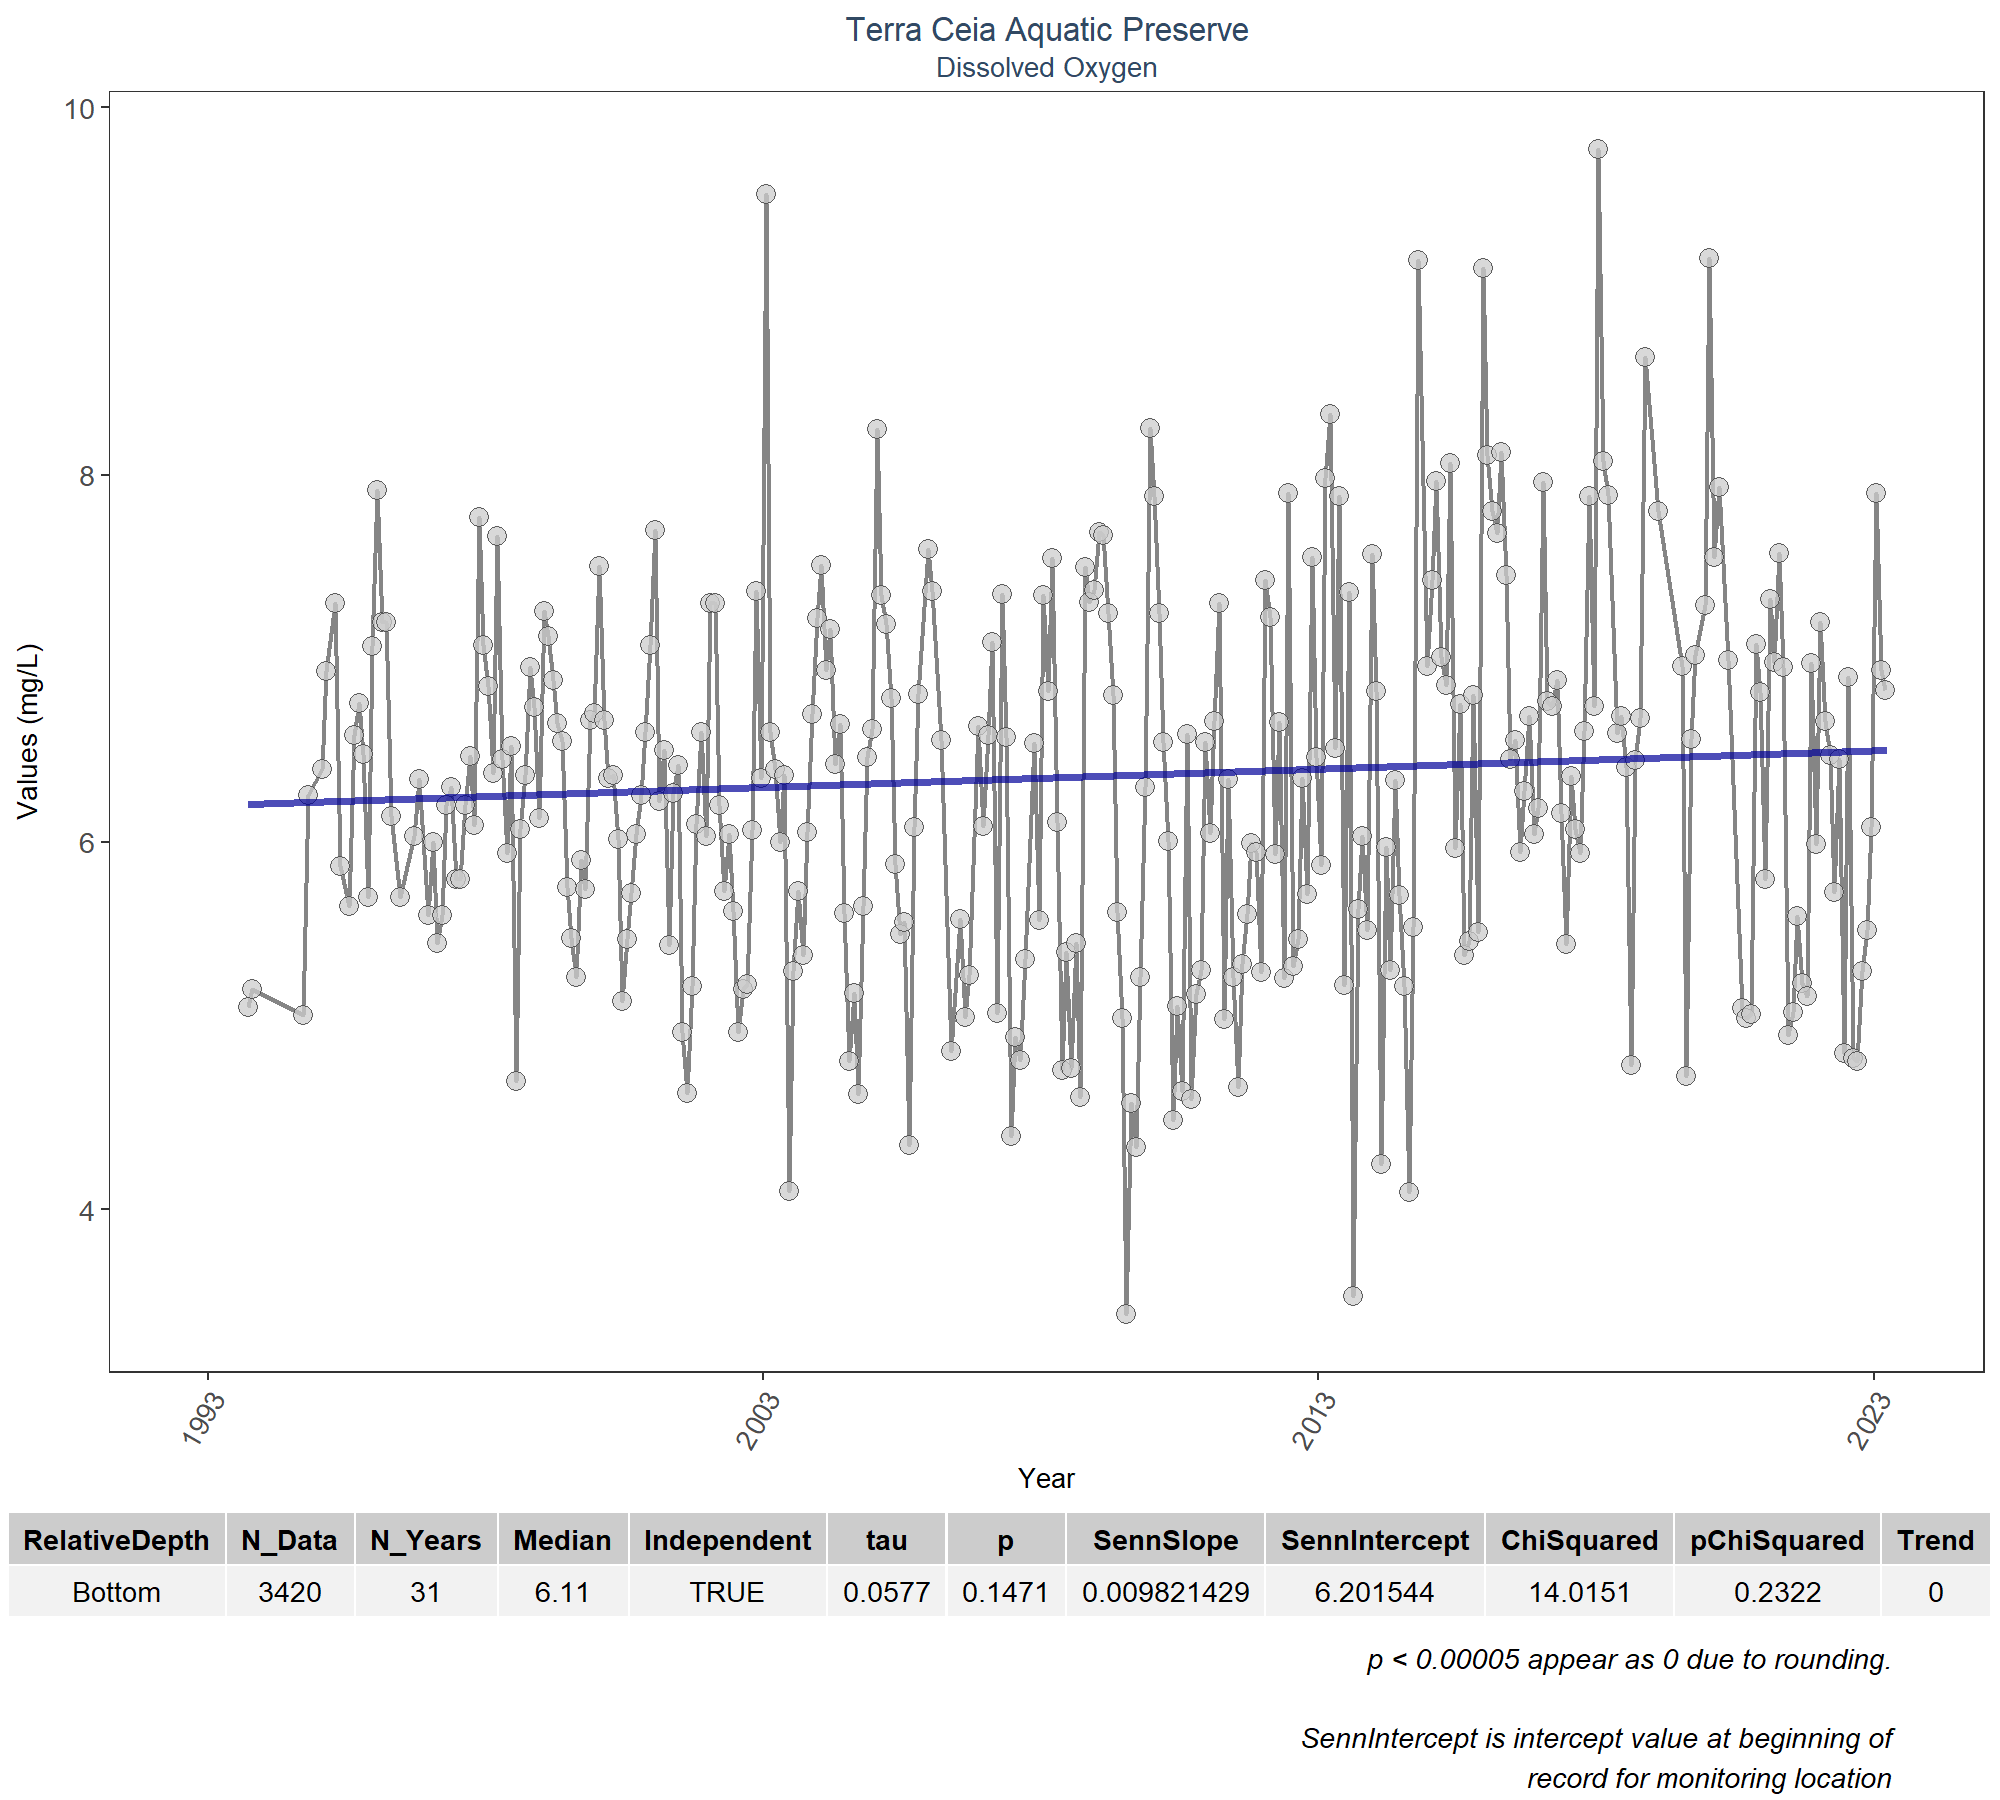 Terra Ceia Aquatic Preserve
Dissolved Oxygen
10
8
6
4
Values (mg/L)
1993 2003 2013 2023
Year
RelativeDepth N_Data N_Years Median Independent tau p SennSlope SennIntercept ChiSquared pChiSquared Trend
Bottom 3420 31 6.11 TRUE 0.0577 0.1471 0.009821429 6.201544 14.0151 0.2322 0
p < 0.00005 appear as 0 due to rounding.
SennIntercept is intercept value at beginning of
record for monitoring location